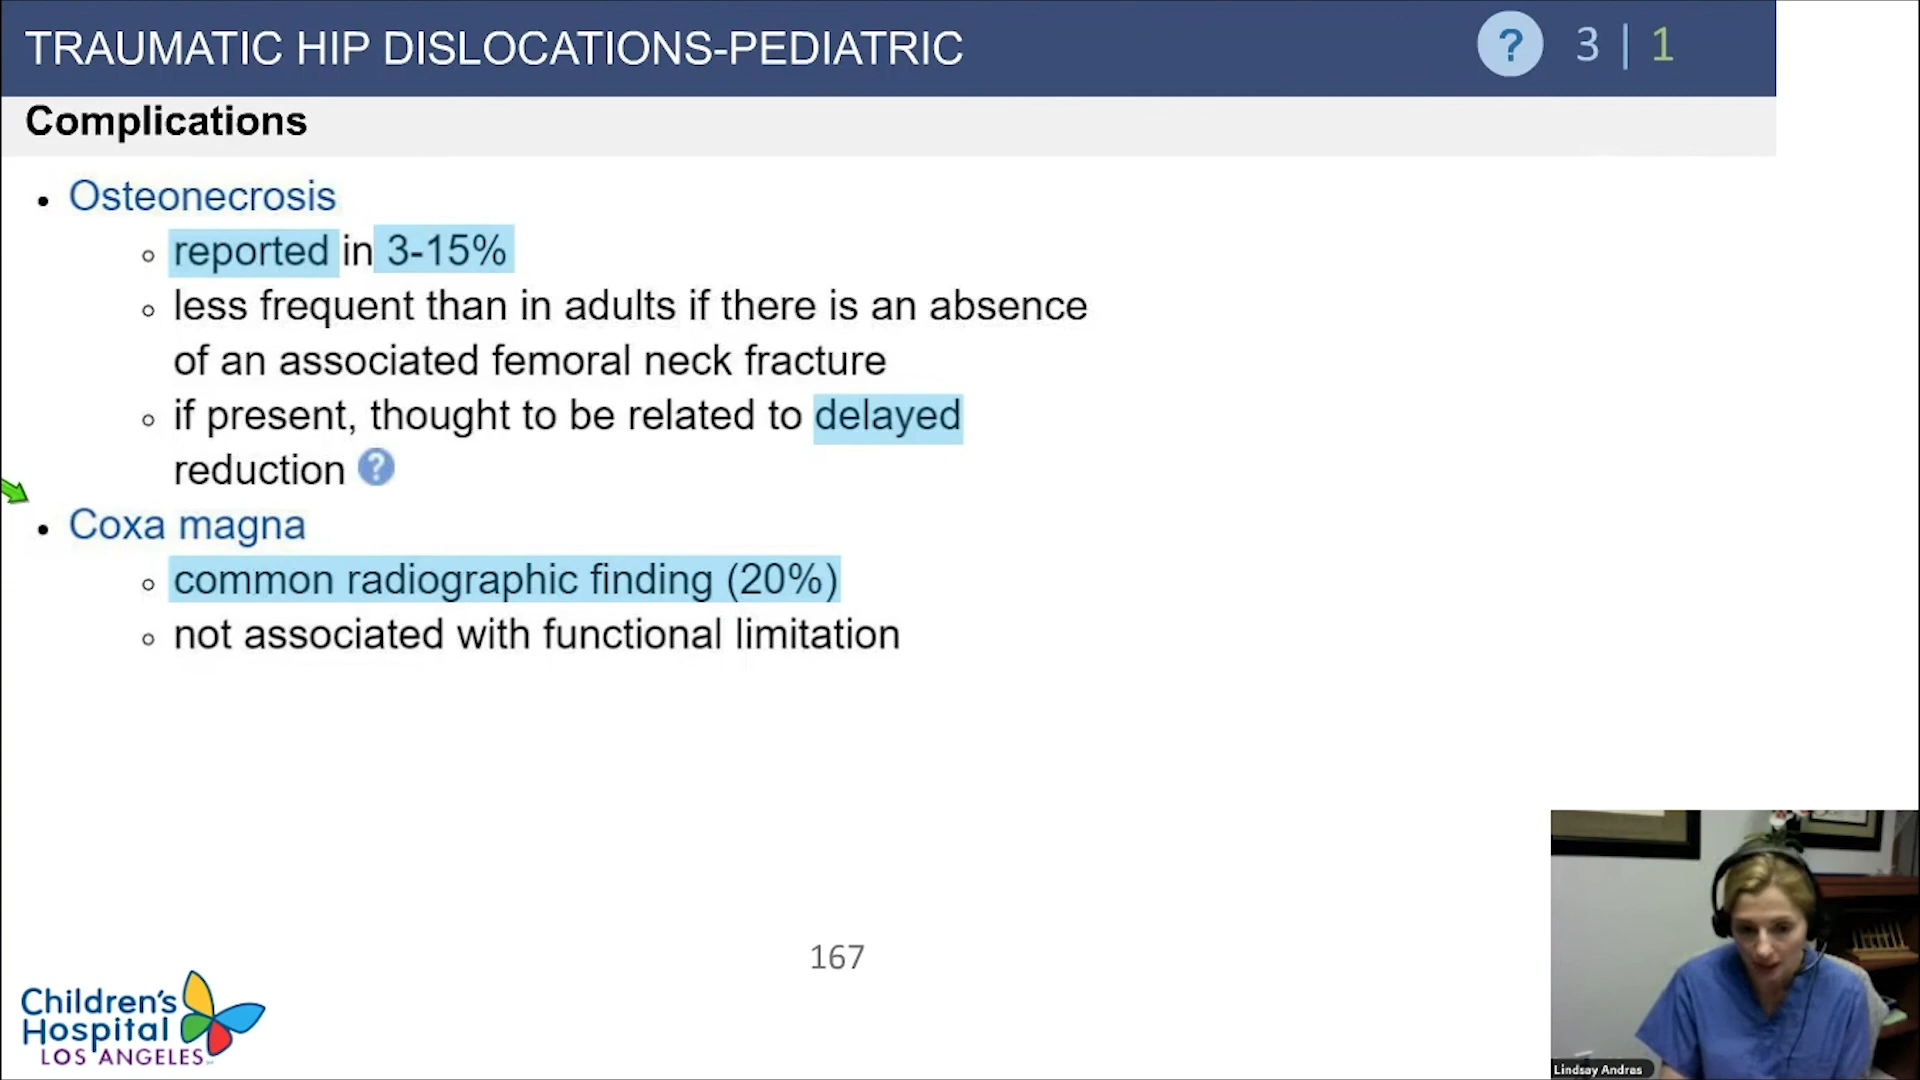 TRAUMATIC HIP DISLOCATIONS-PEDIATRIC
? 3 | 1
Complications
• Osteonecrosis
◦ reported in 3-15%
◦ less frequent than in adults if there is an absence
of an associated femoral neck fracture
◦ if present, thought to be related to delayed
reduction ?
• Coxa magna
◦ common radiographic finding (20%)
◦ not associated with functional limitation
167
Children's
Hospital
LOS ANGELES
Lindsay Andras